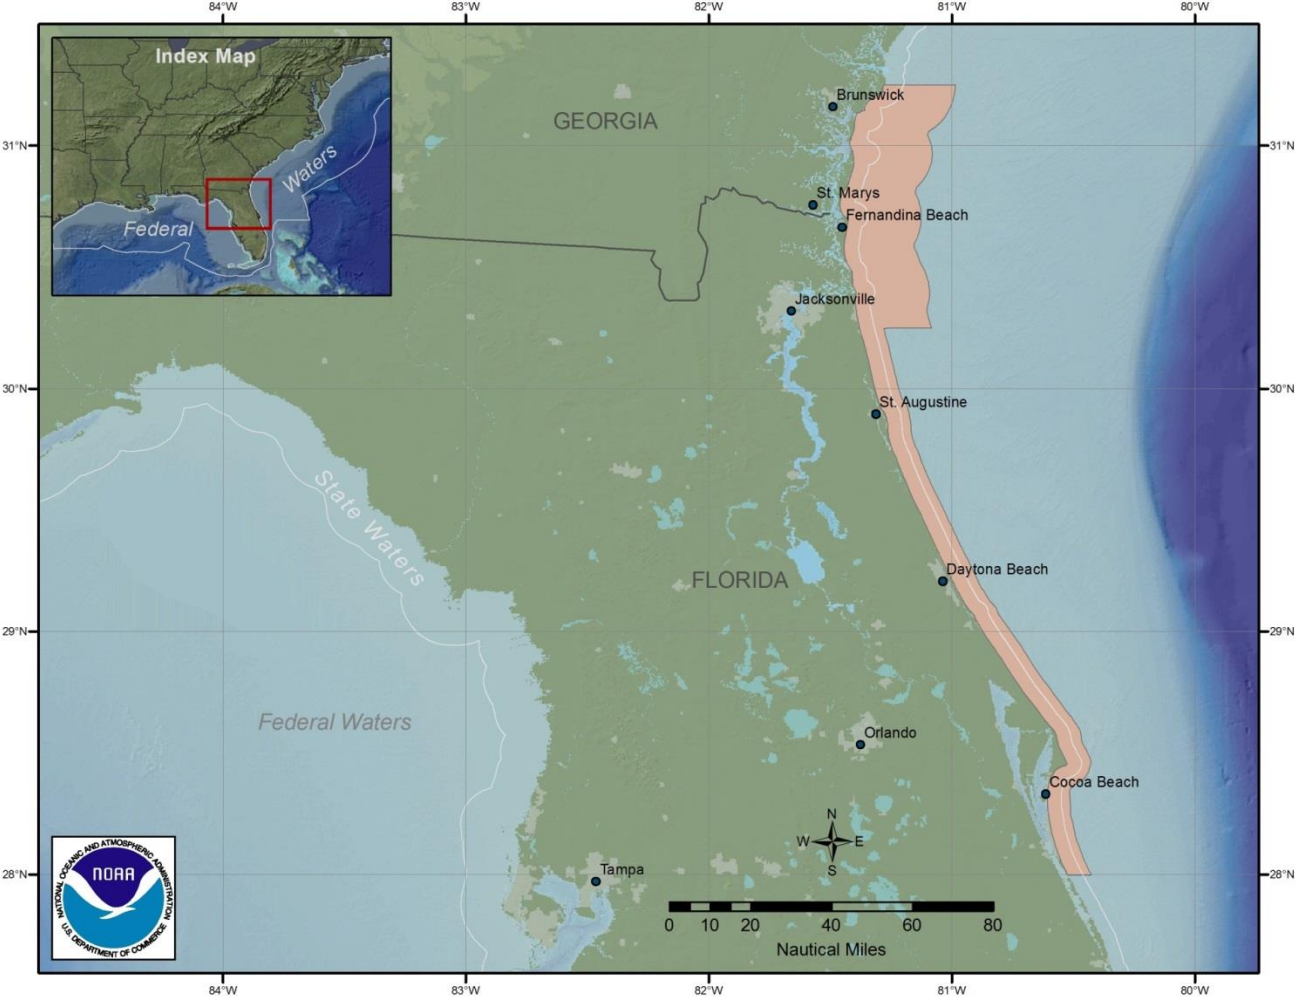 84°W 83°W 82°W 81°W 80°W
Index Map
Federal
Waters
GEORGIA
Brunswick
31°N 31°N
St. Marys
Fernandina Beach
Jacksonville
30°N 30°N
St. Augustine
State Waters
Daytona Beach
FLORIDA
29°N 29°N
Federal Waters
Orlando
Cocoa Beach
N
W E
S
28°N 28°N
Tampa
NATIONAL OCEANIC AND ATMOSPHERIC ADMINISTRATION
NOAA
U.S. DEPARTMENT OF COMMERCE
0 10 20 40 60 80
Nautical Miles
84°W 83°W 82°W 81°W 80°W